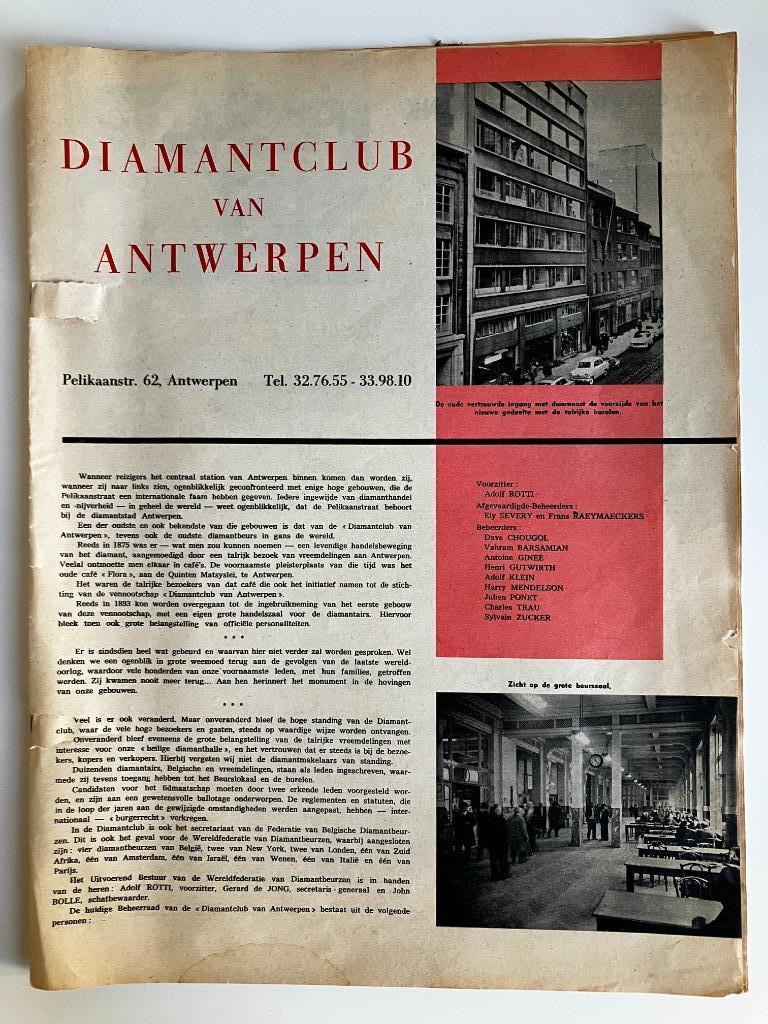 DIAMANTCLUB
VAN
ANTWERPEN
Pelikaanstr. 62, Antwerpen Tel. 32.76.55 - 33.98.10
De oude vertrouwde ingang met daarnaast de voorzijde van het
nieuwe gedeelte met de talrijke burelen.
Wanneer reizigers het centraal station van Antwerpen binnen komen dan worden zij,
wanneer zij naar links zien, ogenblikkelijk geconfronteerd met enige hoge gebouwen, die de
Pelikaanstraat een internationale faam hebben gegeven. Iedere ingewijde van diamanthandel
en -nijverheid — in geheel de wereld — weet ogenblikkelijk, dat de Pelikaanstraat behoort
bij de diamantstad Antwerpen.
Een der oudste en ook bekendste van die gebouwen is dat van de «Diamantclub van
Antwerpen», tevens ook de oudste diamantbeurs in gans de wereld.
Reeds in 1875 was er — wat men zou kunnen noemen — een levendige handelsbeweging
van het diamant, aangemoedigd door een talrijk bezoek van vreemdelingen aan Antwerpen.
Veelal ontmoette men elkaar in café's. De voornaamste pleisterplaats van die tijd was het
oude café «Flora», aan de Quinten Matsyslei, te Antwerpen.
Het waren de talrijke bezoekers van dat café die ook het initiatief namen tot de stich-
ting van de vennootschap «Diamantclub van Antwerpen».
Reeds in 1893 kon worden overgegaan tot de ingebruikneming van het eerste gebouw
van deze vennootschap, met een eigen grote handelszaal voor de diamantairs. Hiervoor
bleek toen ook grote belangstelling van officiële personaliteiten.
* * *
Er is sindsdien heel wat gebeurd en waarvan hier niet verder zal worden gesproken. Wel
denken we een ogenblik in grote weemoed terug aan de gevolgen van de laatste wereld-
oorlog, waardoor vele honderden van onze voornaamste leden, met hun families, getroffen
werden. Zij kwamen nooit meer terug... Aan hen herinnert het monument in de hovingen
van onze gebouwen.
* * *
Veel is er ook veranderd. Maar onveranderd bleef de hoge standing van de Diamant-
club, waar de vele hoge bezoekers en gasten, steeds op waardige wijze worden ontvangen.
Onveranderd bleef eveneens de grote belangstelling van de talrijke vreemdelingen met
interesse voor onze «heilige diamanthalle», en het vertrouwen dat er steeds is bij de bezoe-
kers, kopers en verkopers. Hierbij vergeten wij niet de diamantmakelaars van standing.
Duizenden diamantairs, Belgische en vreemdelingen, staan als leden ingeschreven, waar-
mede zij tevens toegang hebben tot het Beurslokaal en de burelen.
Candidaten voor het lidmaatschap moeten door twee erkende leden voorgesteld wor-
den, en zijn aan een gewetensvolle ballotage onderworpen. De reglementen en statuten, die
in de loop der jaren aan de gewijzigde omstandigheden werden aangepast, hebben — inter-
nationaal — «burgerrecht» verkregen.
In de Diamantclub is ook het secretariaat van de Federatie van Belgische Diamantbeur-
zen. Dit is ook het geval voor de Wereldfederatie van Diamantbeurzen, waarbij aangesloten
zijn : vier diamantbeurzen van België, twee van New York, twee van Londen, één van Zuid
Afrika, één van Amsterdam, één van Israël, één van Wenen, één van Italië en één van
Parijs.
Het Uitvoerend Bestuur van de Wereldfederatie van Diamantbeurzen is in handen
van de heren : Adolf ROTTI, voorzitter, Gerard de JONG, secretaris-generaal en John
BOLLE, schatbewaarder.
De huidige Beheerraad van de «Diamantclub van Antwerpen» bestaat uit de volgende
personen :
Voorzitter :
Adolf ROTTI
Afgevaardigde-Beheerders :
Ely SEVERY en Frans RAEYMAECKERS
Beheerders :
Dave CHOUGOL
Vahram BARSAMIAN
Antoine GINEE
Henri GUTWIRTH
Adolf KLEIN
Harry MENDELSON
Julien PONET
Charles TRAU
Sylvain ZUCKER
Zicht op de grote beurszaal.